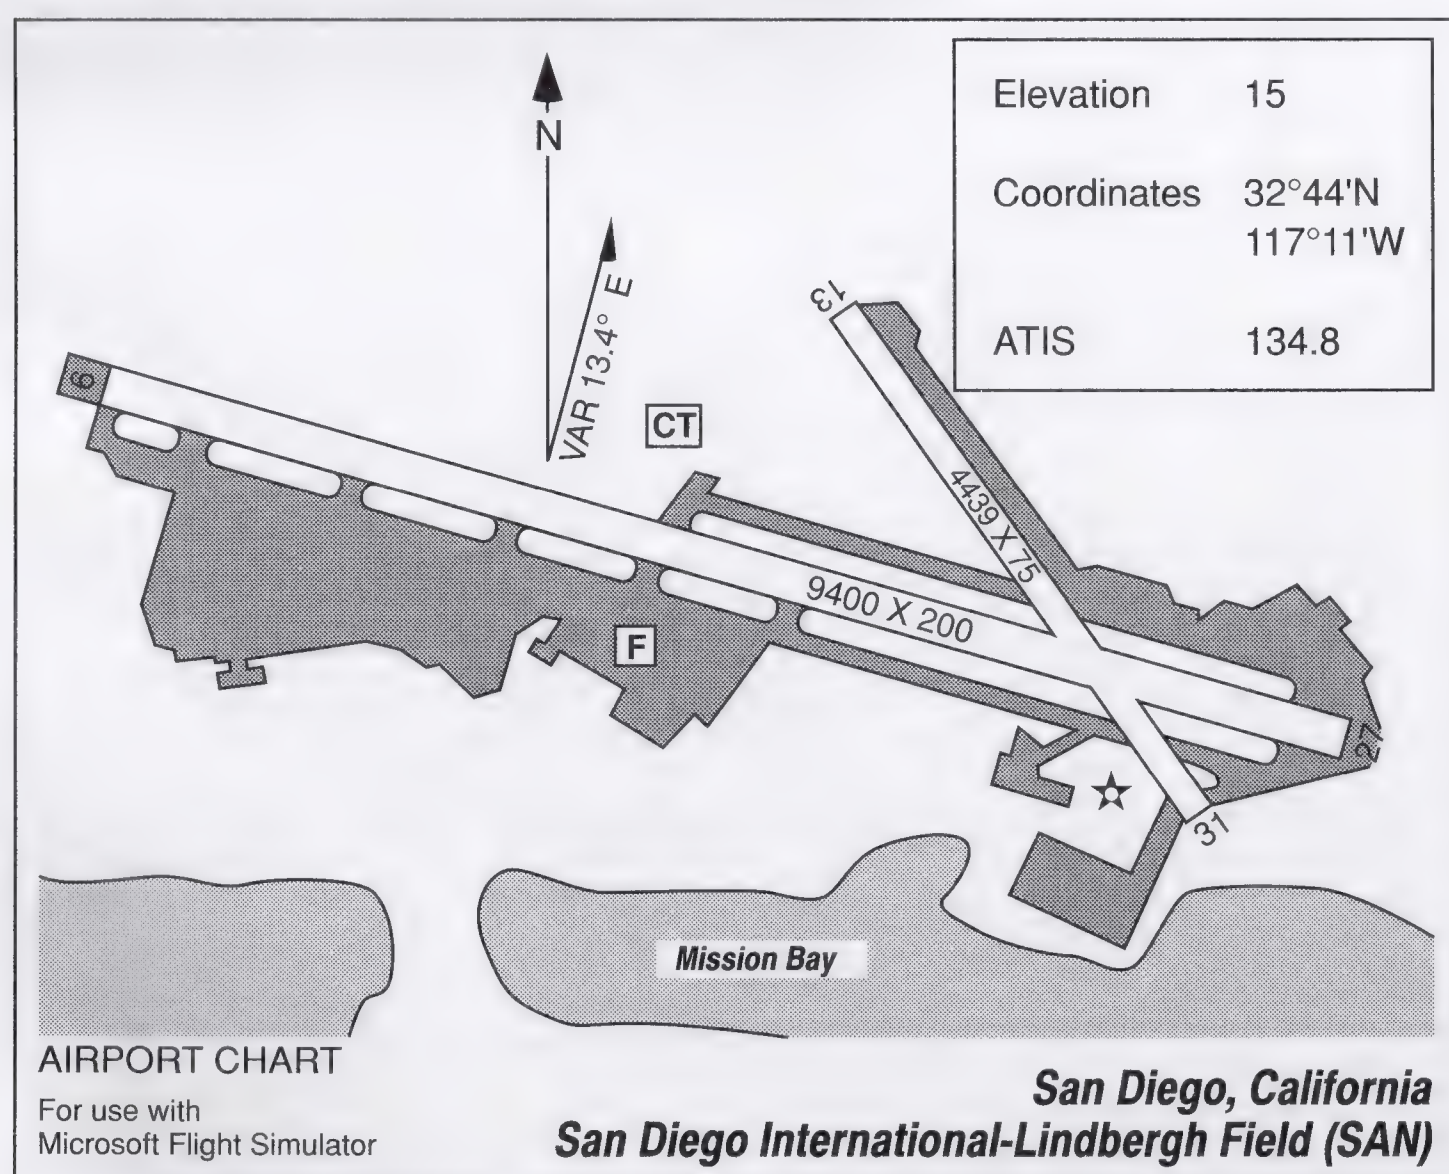 Elevation 15
Coordinates 32°44'N
117°11'W
ATIS 134.8
N
VAR 13.4° E
CT
13
9
4439 X 75
9400 X 200
F
27
31
Mission Bay
AIRPORT CHART
For use with
Microsoft Flight Simulator
San Diego, California
San Diego International-Lindbergh Field (SAN)